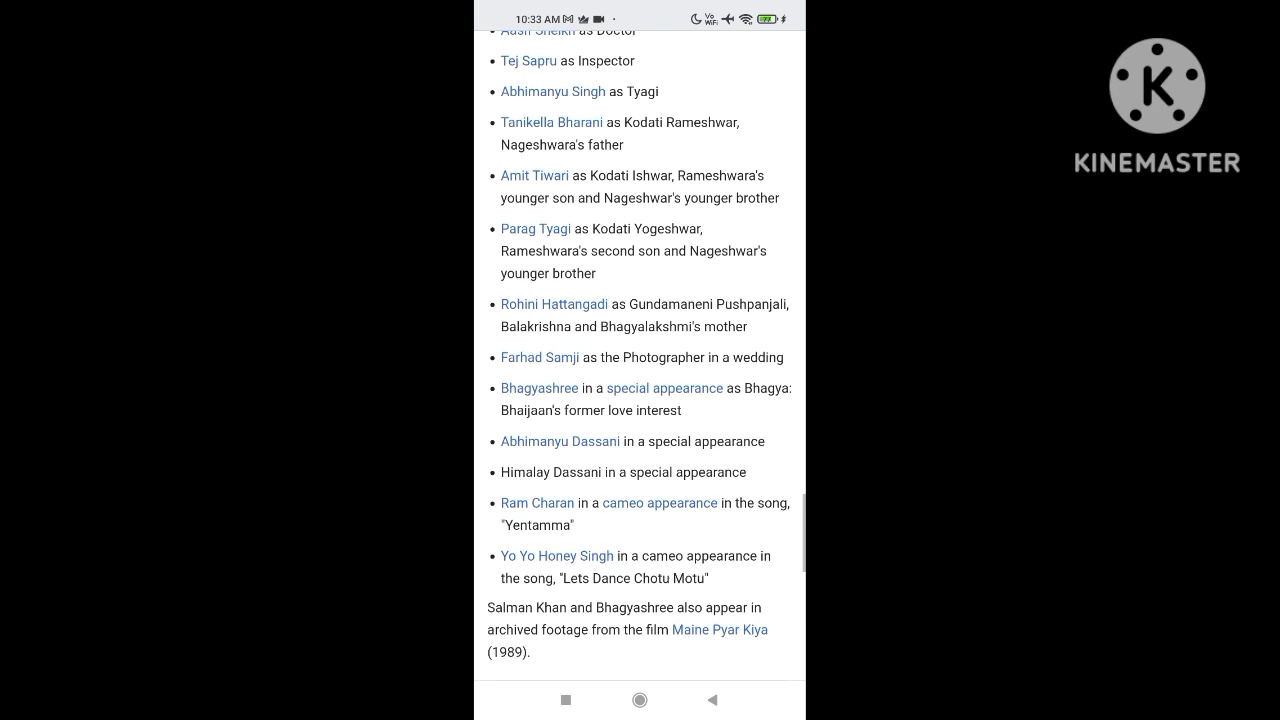 10:33 AM
Vo
WiFi
Aasif Sheikh as Doctor
• Tej Sapru as Inspector
• Abhimanyu Singh as Tyagi
• Tanikella Bharani as Kodati Rameshwar,
Nageshwara's father
• Amit Tiwari as Kodati Ishwar, Rameshwara's
younger son and Nageshwar's younger brother
• Parag Tyagi as Kodati Yogeshwar,
Rameshwara's second son and Nageshwar's
younger brother
• Rohini Hattangadi as Gundamaneni Pushpanjali,
Balakrishna and Bhagyalakshmi's mother
• Farhad Samji as the Photographer in a wedding
• Bhagyashree in a special appearance as Bhagya:
Bhaijaan's former love interest
• Abhimanyu Dassani in a special appearance
• Himalay Dassani in a special appearance
• Ram Charan in a cameo appearance in the song,
"Yentamma"
• Yo Yo Honey Singh in a cameo appearance in
the song, "Lets Dance Chotu Motu"
Salman Khan and Bhagyashree also appear in
archived footage from the film Maine Pyar Kiya
(1989).
K
KINEMASTER